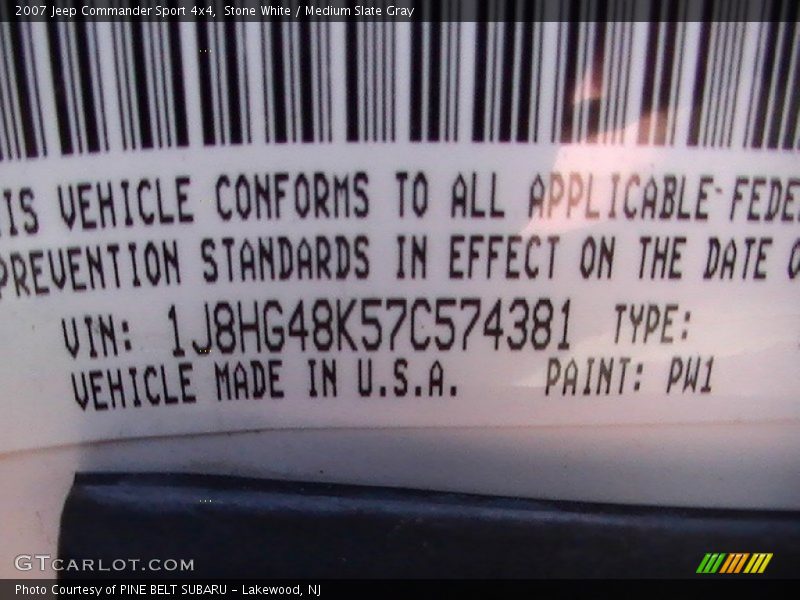 2007 Jeep Commander Sport 4x4, Stone White / Medium Slate Gray
IS VEHICLE CONFORMS TO ALL APPLICABLE FEDE
PREVENTION STANDARDS IN EFFECT ON THE DATE O
VIN: 1J8HG48K57C574381 TYPE:
VEHICLE MADE IN U.S.A. PAINT: PW1
GTCARLOT.COM
Photo Courtesy of PINE BELT SUBARU - Lakewood, NJ